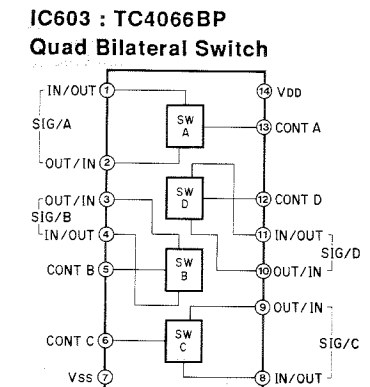 IC603 : TC4066BP
Quad Bilateral Switch
IN/OUT 1
SIG/A
OUT/IN 2
OUT/IN 3
SIG/B
IN/OUT 4
CONT B 5
CONT C 6
VSS 7
SW A
SW D
SW B
SW C
14 VDD
13 CONT A
12 CONT D
11 IN/OUT
SIG/D
10 OUT/IN
9 OUT/IN
SIG/C
8 IN/OUT